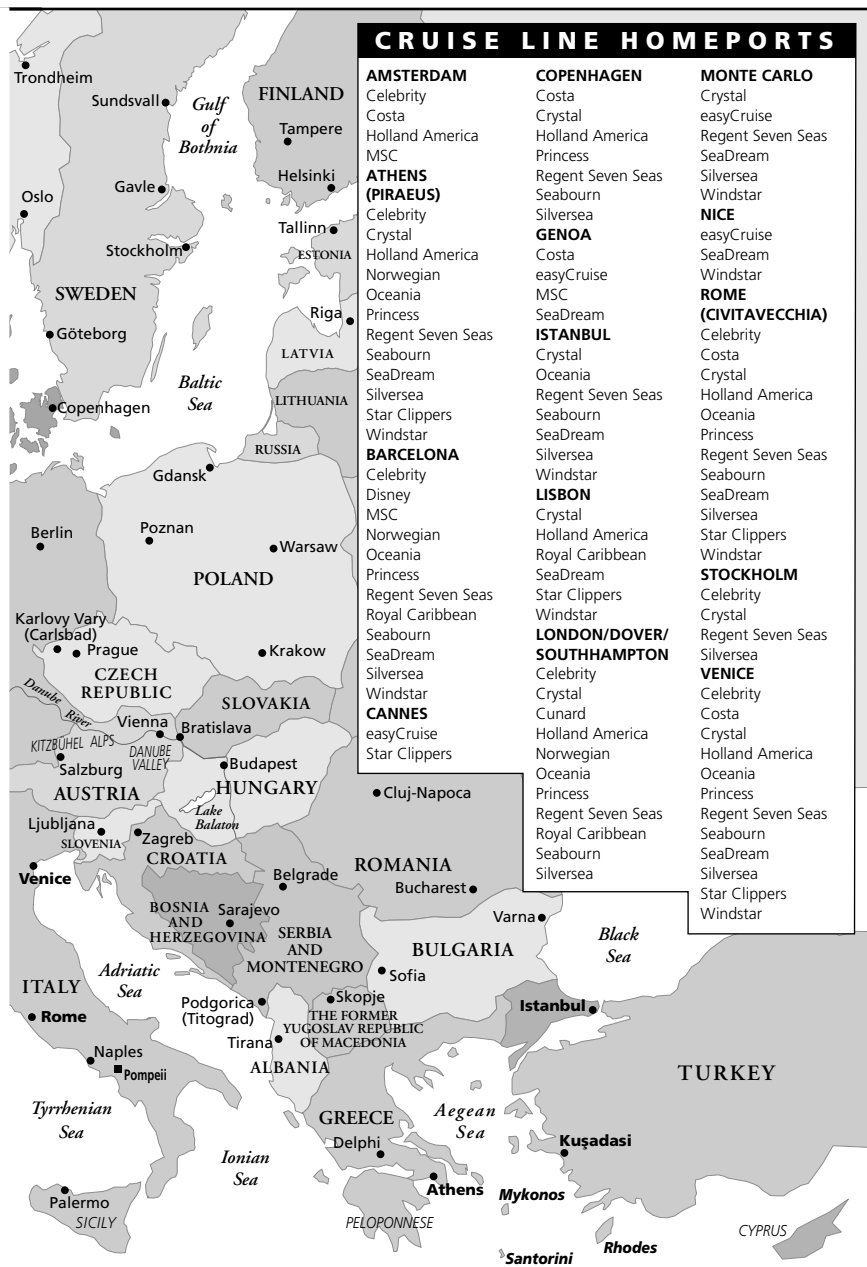 CRUISE LINE HOMEPORTS
AMSTERDAM
Celebrity
Costa
Holland America
MSC
ATHENS
(PIRAEUS)
Celebrity
Crystal
Holland America
Norwegian
Oceania
Princess
Regent Seven Seas
Seabourn
SeaDream
Silversea
Star Clippers
Windstar
BARCELONA
Celebrity
Disney
MSC
Norwegian
Oceania
Princess
Regent Seven Seas
Royal Caribbean
Seabourn
SeaDream
Silversea
Windstar
CANNES
easyCruise
Star Clippers
COPENHAGEN
Costa
Crystal
Holland America
Princess
Regent Seven Seas
Seabourn
Silversea
GENOA
Costa
easyCruise
MSC
SeaDream
ISTANBUL
Crystal
Oceania
Regent Seven Seas
Seabourn
SeaDream
Silversea
Windstar
LISBON
Crystal
Holland America
Royal Caribbean
SeaDream
Star Clippers
Windstar
LONDON/DOVER/
SOUTHHAMPTON
Celebrity
Crystal
Cunard
Holland America
Norwegian
Oceania
Princess
Regent Seven Seas
Royal Caribbean
Seabourn
Silversea
MONTE CARLO
Crystal
easyCruise
Regent Seven Seas
SeaDream
Silversea
Windstar
NICE
easyCruise
SeaDream
Windstar
ROME
(CIVITAVECCHIA)
Celebrity
Costa
Crystal
Holland America
Oceania
Princess
Regent Seven Seas
Seabourn
SeaDream
Silversea
Star Clippers
Windstar
STOCKHOLM
Celebrity
Crystal
Regent Seven Seas
Silversea
VENICE
Celebrity
Costa
Crystal
Holland America
Oceania
Princess
Regent Seven Seas
Seabourn
SeaDream
Silversea
Star Clippers
Windstar
Trondheim
Sundsvall
Gulf
of
Bothnia
FINLAND
Tampere
Gavle
Helsinki
Oslo
Tallinn
Stockholm
ESTONIA
SWEDEN
Riga
Göteborg
LATVIA
Baltic
Sea
LITHUANIA
Copenhagen
RUSSIA
Gdansk
Berlin
Poznan
Warsaw
POLAND
Karlovy Vary
(Carlsbad)
Prague
Krakow
CZECH
REPUBLIC
Danube River
SLOVAKIA
Vienna
Bratislava
KITZBÜHEL ALPS
DANUBE
VALLEY
Salzburg
Budapest
AUSTRIA
HUNGARY
Cluj-Napoca
Lake
Balaton
Ljubljana
SLOVENIA
Zagreb
CROATIA
Venice
Belgrade
ROMANIA
Bucharest
BOSNIA
AND
HERZEGOVINA
Sarajevo
SERBIA
AND
MONTENEGRO
Varna
BULGARIA
Black
Sea
Adriatic
Sea
Sofia
ITALY
Podgorica
(Titograd)
Skopje
Istanbul
Rome
THE FORMER
YUGOSLAV REPUBLIC
OF MACEDONIA
Tirana
Naples
Pompeii
ALBANIA
TURKEY
Tyrrhenian
Sea
GREECE
Aegean
Sea
Delphi
Kuşadasi
Ionian
Sea
Athens
Mykonos
Palermo
SICILY
PELOPONNESE
CYPRUS
Rhodes
Santorini